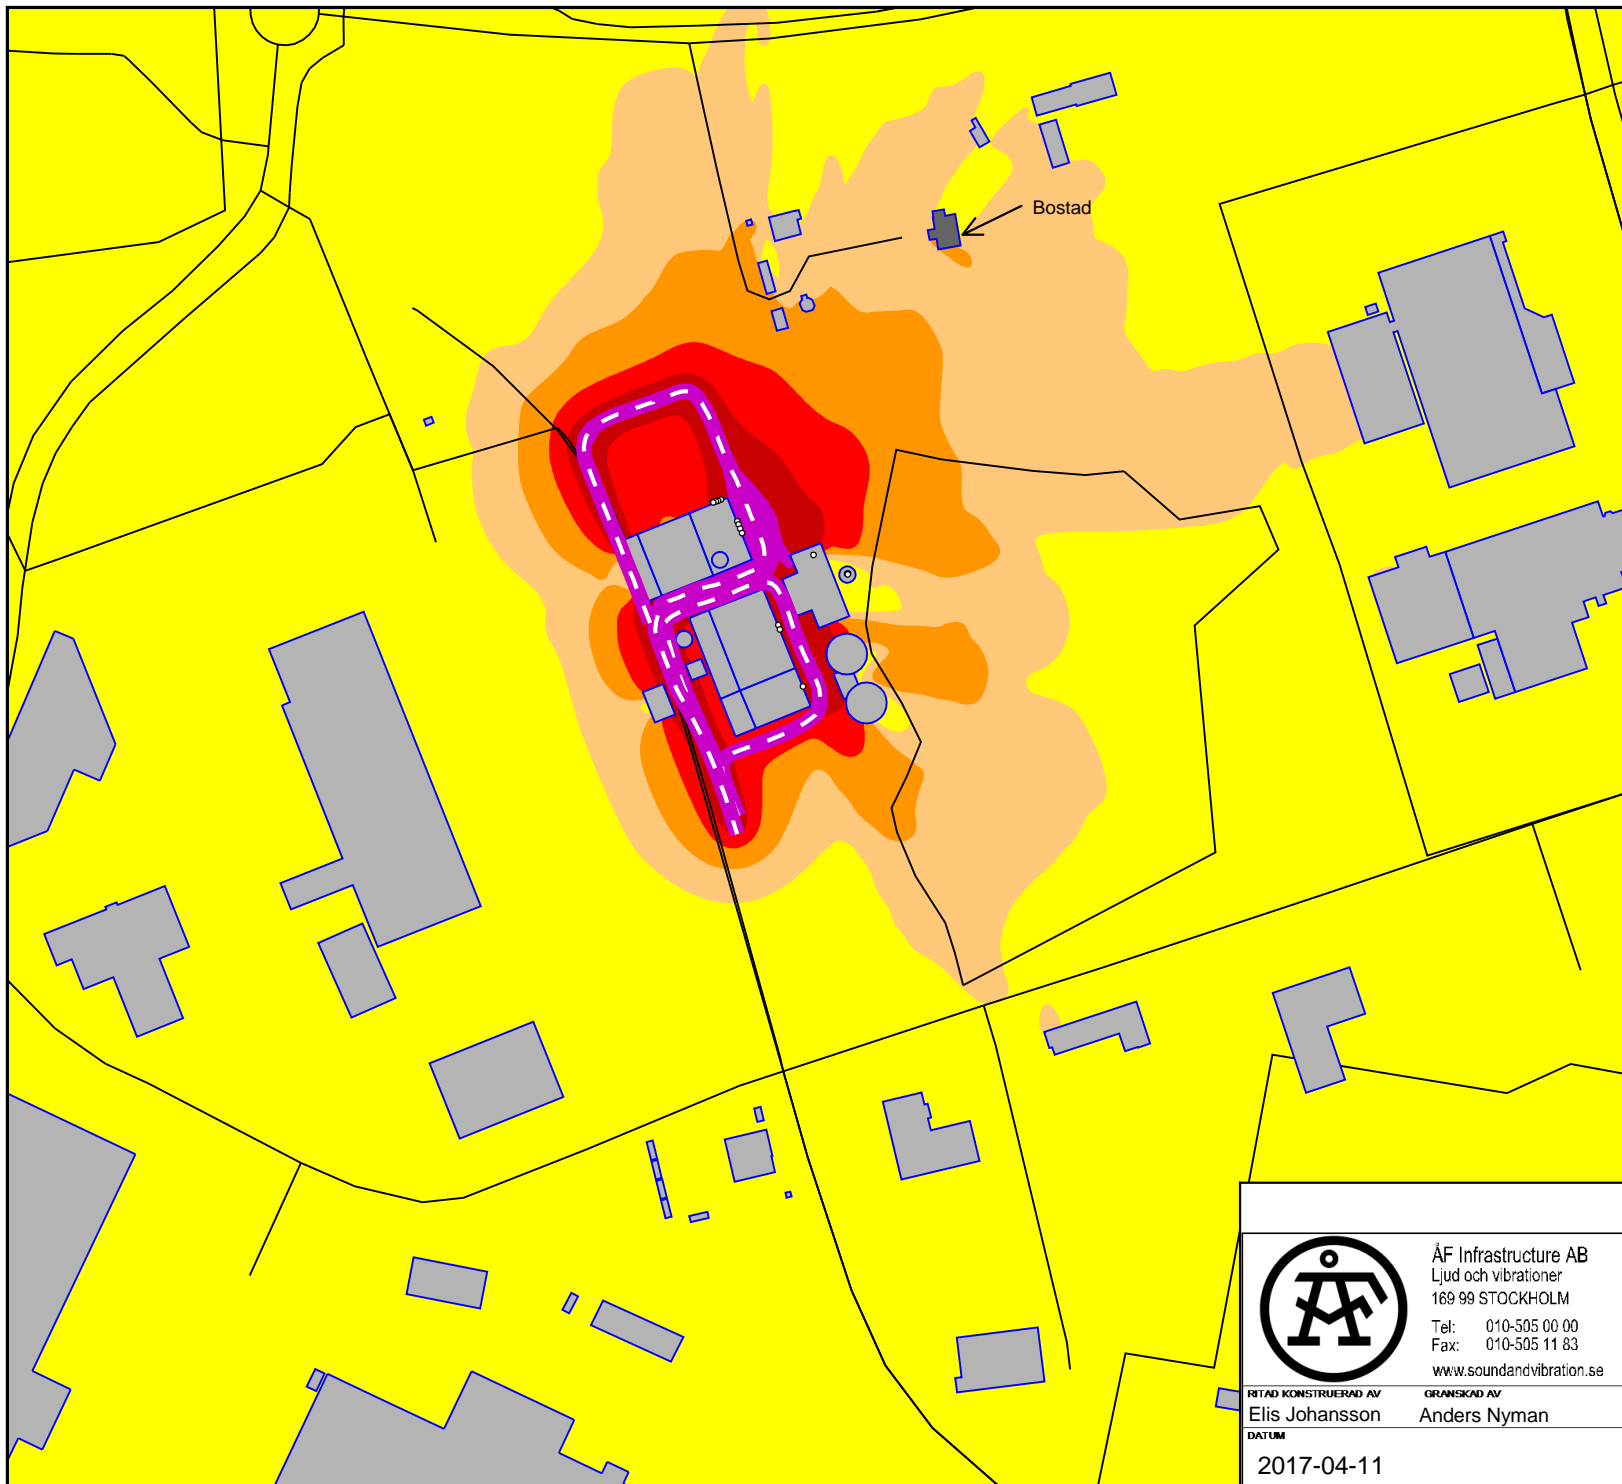 Bostad
ÅF
ÅF Infrastructure AB
Ljud och vibrationer
169 99 STOCKHOLM
Tel: 010-505 00 00
Fax: 010-505 11 83
www.soundandvibration.se
RITAD KONSTRUERAD AV GRANSKAD AV
Elis Johansson Anders Nyman
DATUM
2017-04-11